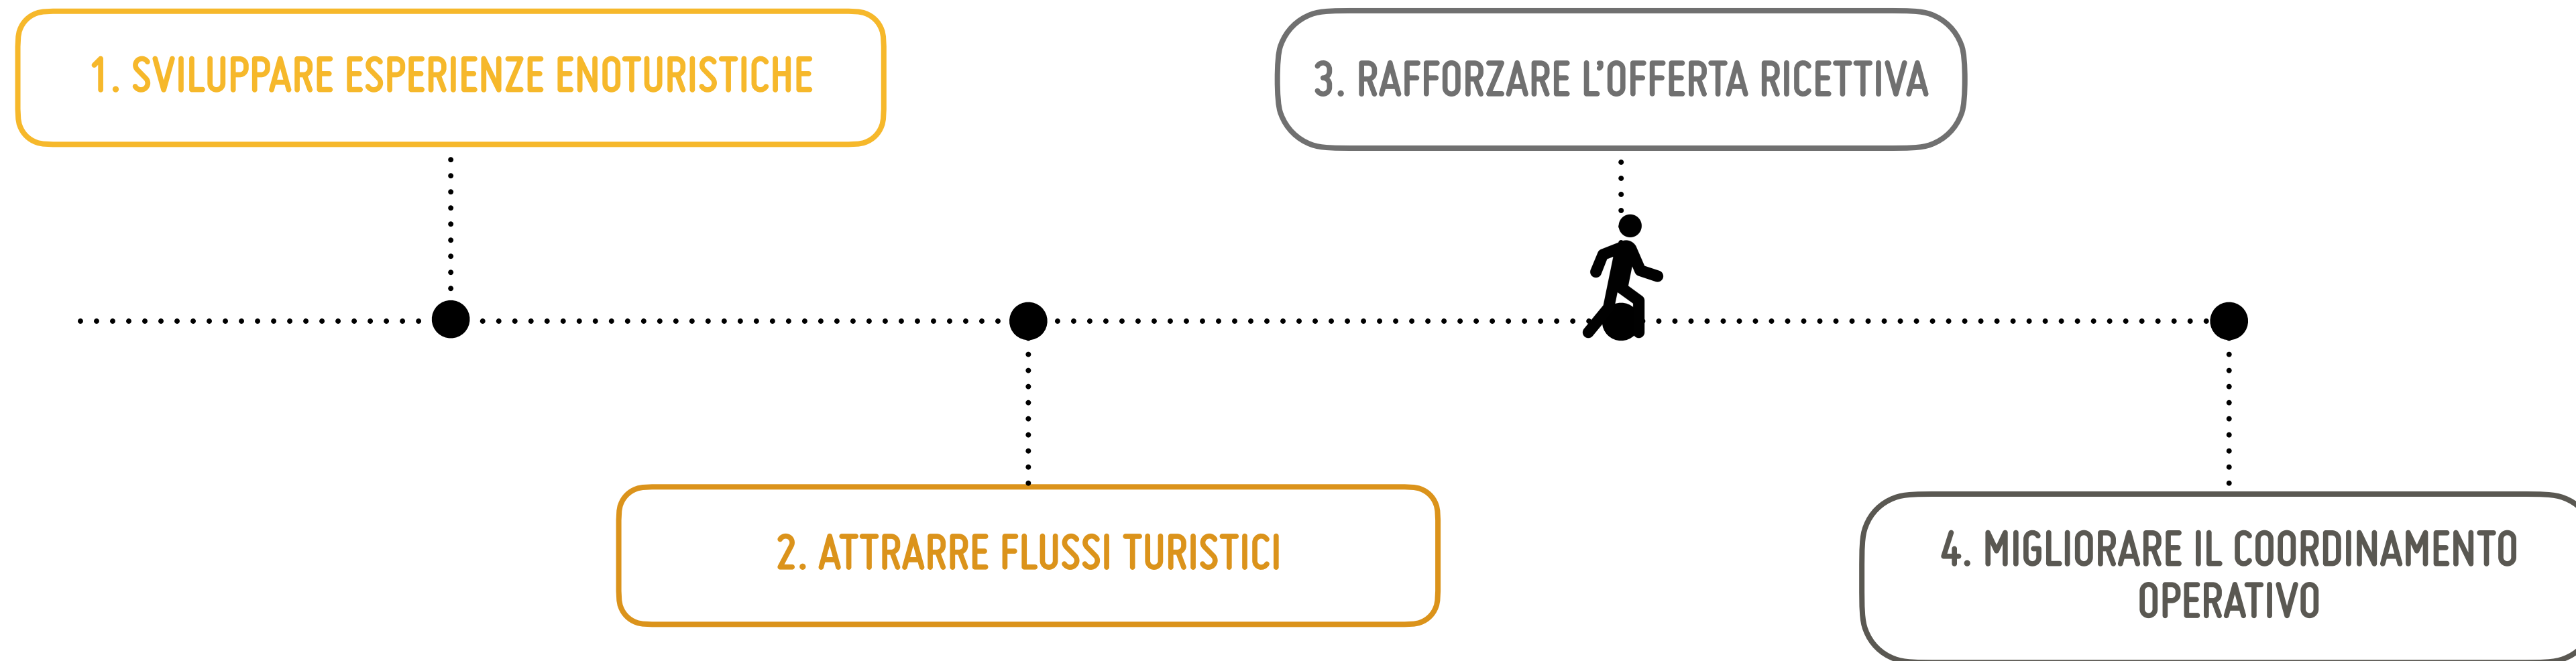 1. SVILUPPARE ESPERIENZE ENOTURISTICHE
2. ATTRARRE FLUSSI TURISTICI
3. RAFFORZARE L'OFFERTA RICETTIVA
4. MIGLIORARE IL COORDINAMENTO
OPERATIVO